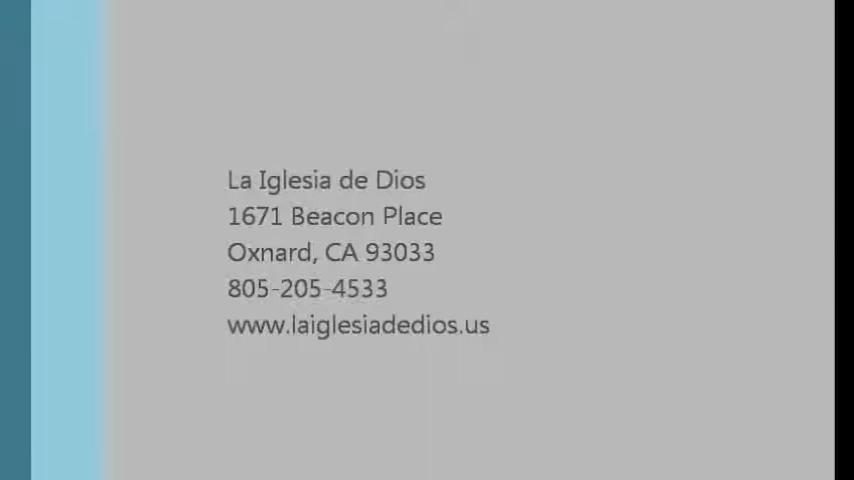 La Iglesia de Dios
1671 Beacon Place
Oxnard, CA 93033
805-205-4533
www.laiglesiadedios.us